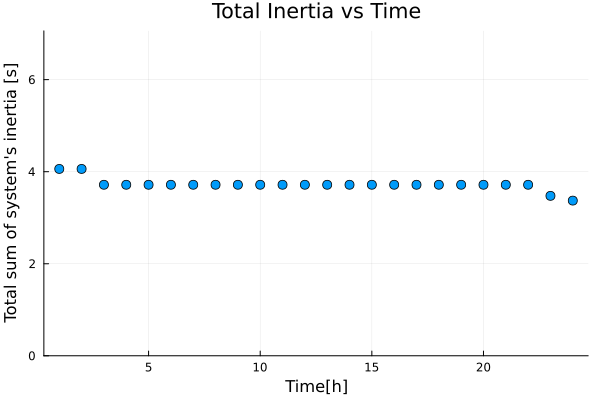 Total Inertia vs Time
Total sum of system's inertia [s]
6
4
2
0
5 10 15 20
Time[h]